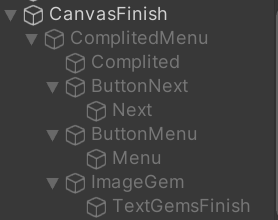 CanvasFinish
ComplitedMenu
Complited
ButtonNext
Next
ButtonMenu
Menu
ImageGem
TextGemsFinish